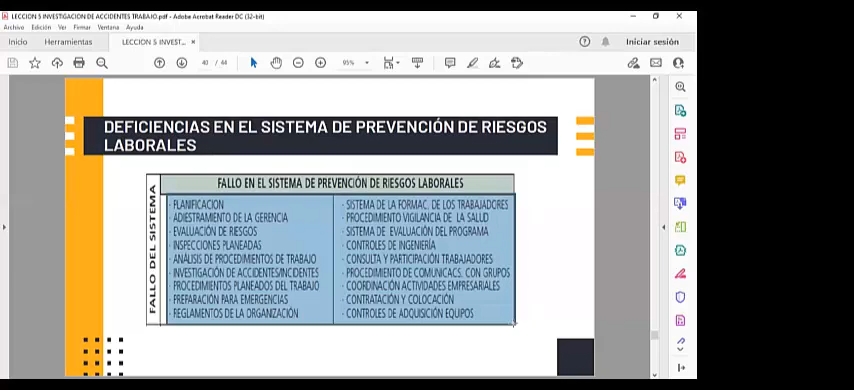 LECCION 5 INVESTIGACION DE ACCIDENTES TRABAJO.pdf - Adobe Acrobat Reader DC (32-bit)
Archivo Edición Ver Firmar Ventana Ayuda
Inicio Herramientas LECCION 5 INVEST... × Iniciar sesión
40 / 44 95%
DEFICIENCIAS EN EL SISTEMA DE PREVENCIÓN DE RIESGOS
LABORALES
FALLO EN EL SISTEMA DE PREVENCIÓN DE RIESGOS LABORALES
FALLO DEL SISTEMA
- PLANIFICACION
- ADIESTRAMIENTO DE LA GERENCIA
- EVALUACIÓN DE RIESGOS
- INSPECCIONES PLANEADAS
- ANÁLISIS DE PROCEDIMIENTOS DE TRABAJO
- INVESTIGACIÓN DE ACCIDENTES/INCIDENTES
PROCEDIMIENTOS PLANEADOS DEL TRABAJO
- PREPARACIÓN PARA EMERGENCIAS
- REGLAMENTOS DE LA ORGANIZACIÓN
- SISTEMA DE LA FORMAC. DE LOS TRABAJADORES
- PROCEDIMIENTO VIGILANCIA DE LA SALUD
- SISTEMA DE EVALUACIÓN DEL PROGRAMA
- CONTROLES DE INGENIERÍA
- CONSULTA Y PARTICIPACIÓN TRABAJADORES
- PROCEDIMIENTO DE COMUNICACS. CON GRUPOS
- COORDINACIÓN ACTIVIDADES EMPRESARIALES
- CONTRATACIÓN Y COLOCACIÓN
- CONTROLES DE ADQUISICIÓN EQUIPOS